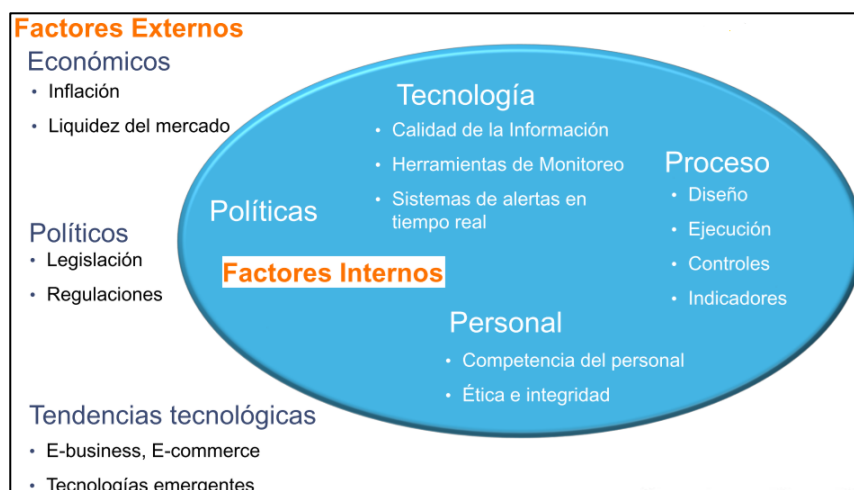 Factores Externos
Económicos
• Inflación
• Liquidez del mercado
Políticos
• Legislación
• Regulaciones
Tendencias tecnológicas
• E-business, E-commerce
• Tecnologías emergentes
Factores Internos
Políticas
Tecnología
• Calidad de la Información
• Herramientas de Monitoreo
• Sistemas de alertas en
tiempo real
Proceso
• Diseño
• Ejecución
• Controles
• Indicadores
Personal
• Competencia del personal
• Ética e integridad